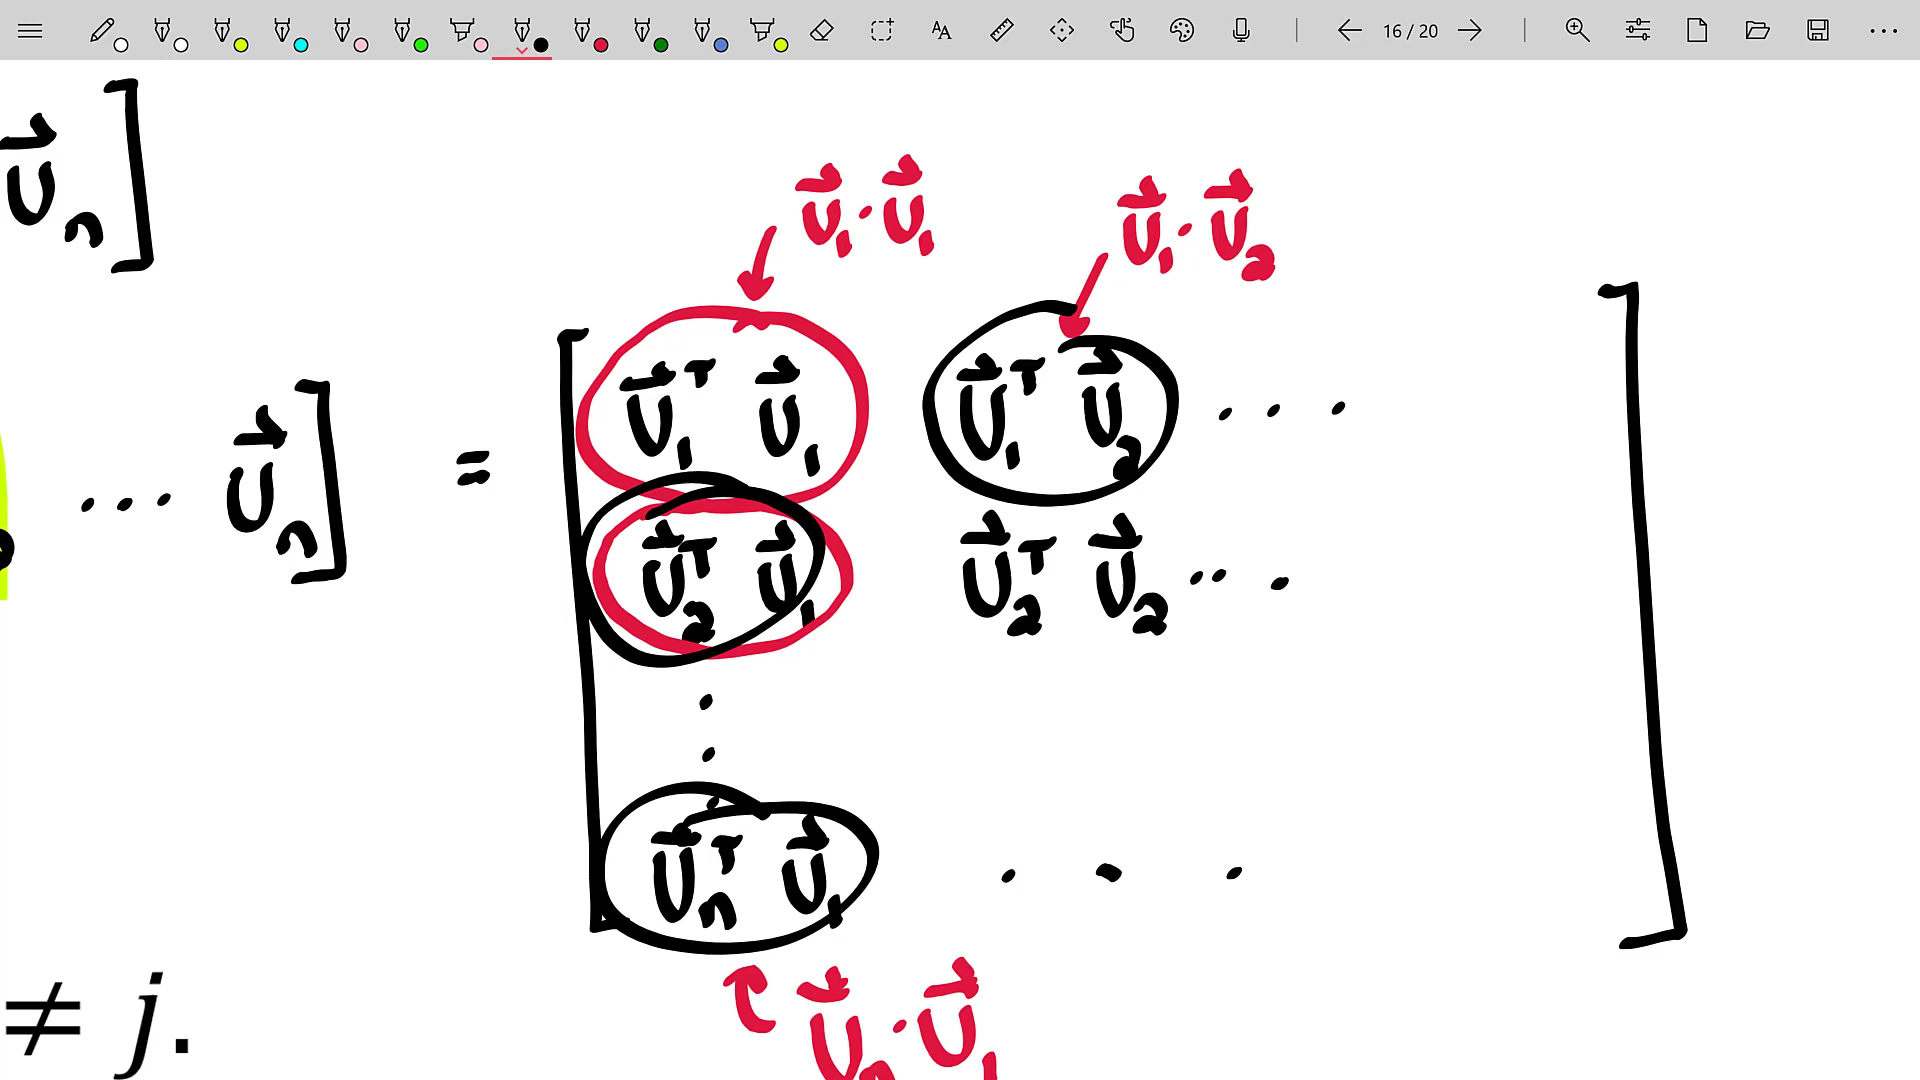 16 / 20
u⃗ₙ]
u⃗₁ · u⃗₁
u⃗₁ · u⃗₂
... u⃗ₙ] = [ u⃗₁ᵀ u⃗₁ u⃗₁ᵀ u⃗₂ ...
u⃗₂ᵀ u⃗₁ u⃗₂ᵀ u⃗₂ ...
⋮
u⃗ₙᵀ u⃗₁ . . . ]
≠ j.
u⃗ₙ · u⃗₁